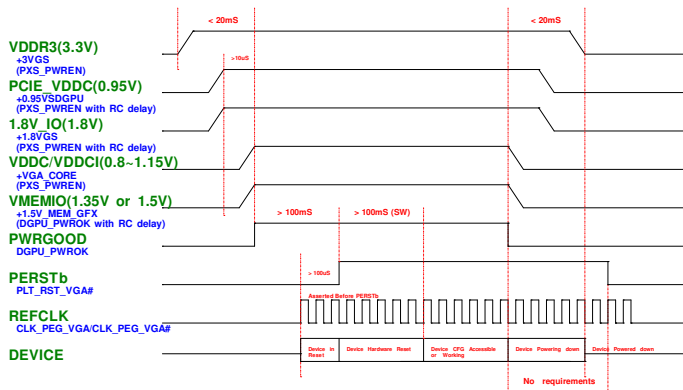 < 20mS
< 20mS
VDDR3(3.3V)
+3VGS
(PXS_PWREN)
>10uS
PCIE_VDDC(0.95V)
+0.95VSDGPU
(PXS_PWREN with RC delay)
1.8V_IO(1.8V)
+1.8VGS
(PXS_PWREN with RC delay)
VDDC/VDDCI(0.8~1.15V)
+VGA_CORE
(PXS_PWREN)
VMEMIO(1.35V or 1.5V)
+1.5V_MEM_GFX
(DGPU_PWROK with RC delay)
> 100mS
> 100mS (SW)
PWRGOOD
DGPU_PWROK
> 100uS
PERSTb
PLT_RST_VGA#
Asserted Before PERSTb
REFCLK
CLK_PEG_VGA/CLK_PEG_VGA#
DEVICE
Device in Reset
Device Hardware Reset
Device CFG Accessible or Working
Device Powering down
Device Powered down
No requirements